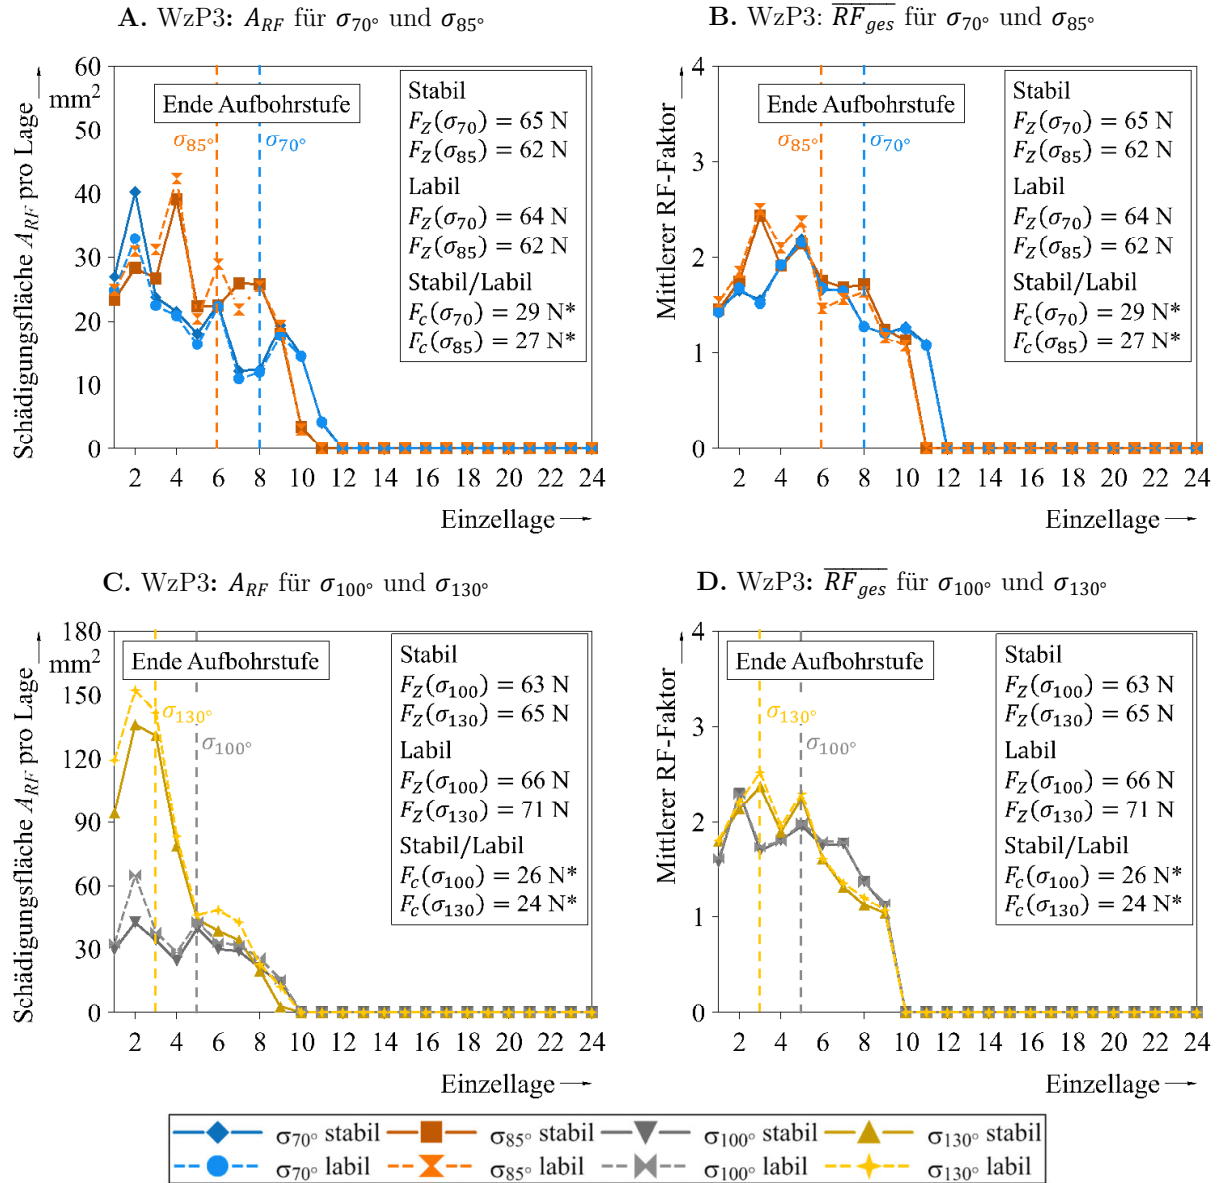 A. WzP3: A_RF für σ70° und σ85°
60
mm²
50
40
30
20
10
0
Schädigungsfläche A_RF pro Lage
Ende Aufbohrstufe
σ85°
σ70°
Stabil
F_Z(σ70) = 65 N
F_Z(σ85) = 62 N
Labil
F_Z(σ70) = 64 N
F_Z(σ85) = 62 N
Stabil/Labil
F_c(σ70) = 29 N*
F_c(σ85) = 27 N*
2 4 6 8 10 12 14 16 18 20 22 24
Einzellage
B. WzP3: RF_ges für σ70° und σ85°
4
3
2
1
0
Mittlerer RF-Faktor
Ende Aufbohrstufe
σ85°
σ70°
Stabil
F_Z(σ70) = 65 N
F_Z(σ85) = 62 N
Labil
F_Z(σ70) = 64 N
F_Z(σ85) = 62 N
Stabil/Labil
F_c(σ70) = 29 N*
F_c(σ85) = 27 N*
2 4 6 8 10 12 14 16 18 20 22 24
Einzellage
C. WzP3: A_RF für σ100° und σ130°
180
mm²
150
120
90
60
30
0
Schädigungsfläche A_RF pro Lage
Ende Aufbohrstufe
σ130°
σ100°
Stabil
F_Z(σ100) = 63 N
F_Z(σ130) = 65 N
Labil
F_Z(σ100) = 66 N
F_Z(σ130) = 71 N
Stabil/Labil
F_c(σ100) = 26 N*
F_c(σ130) = 24 N*
2 4 6 8 10 12 14 16 18 20 22 24
Einzellage
D. WzP3: RF_ges für σ100° und σ130°
4
3
2
1
0
Mittlerer RF-Faktor
Ende Aufbohrstufe
σ130°
σ100°
Stabil
F_Z(σ100) = 63 N
F_Z(σ130) = 65 N
Labil
F_Z(σ100) = 66 N
F_Z(σ130) = 71 N
Stabil/Labil
F_c(σ100) = 26 N*
F_c(σ130) = 24 N*
2 4 6 8 10 12 14 16 18 20 22 24
Einzellage
σ70° stabil σ85° stabil σ100° stabil σ130° stabil
σ70° labil σ85° labil σ100° labil σ130° labil